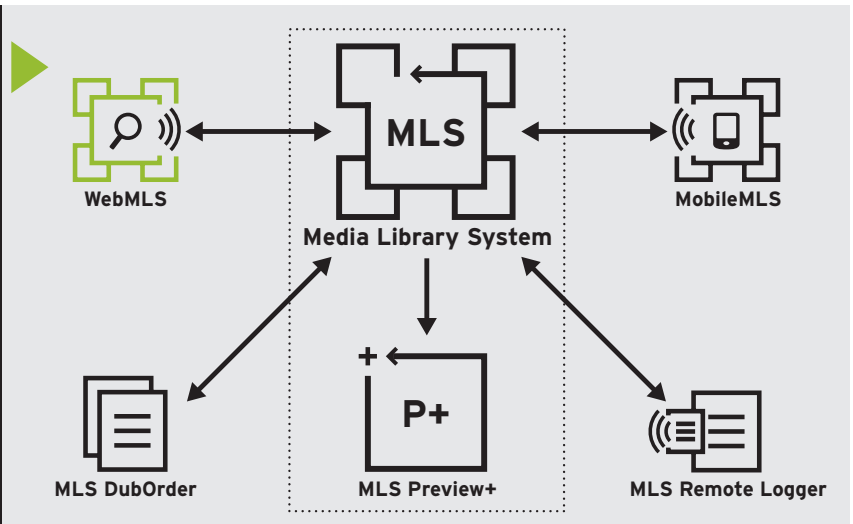 MLS
WebMLS
MobileMLS
Media Library System
+
P+
MLS DubOrder
MLS Preview+
MLS Remote Logger